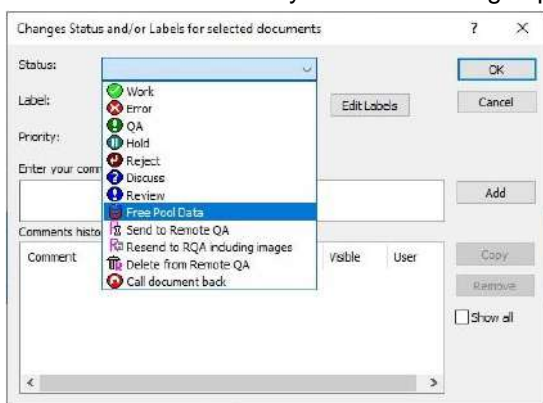 Changes Status and/or Labels for selected documents ? ×
Status:
OK
Work
Label:
Edit Labels
Cancel
Error
QA
Hold
Priority:
Reject
Discuss
Enter your com
Review
Add
Free Pool Data
Send to Remote QA
Comments histo
Resend to RQA including images
Comment
Visible
User
Copy
Delete from Remote QA
Call document back
Remove
Show all